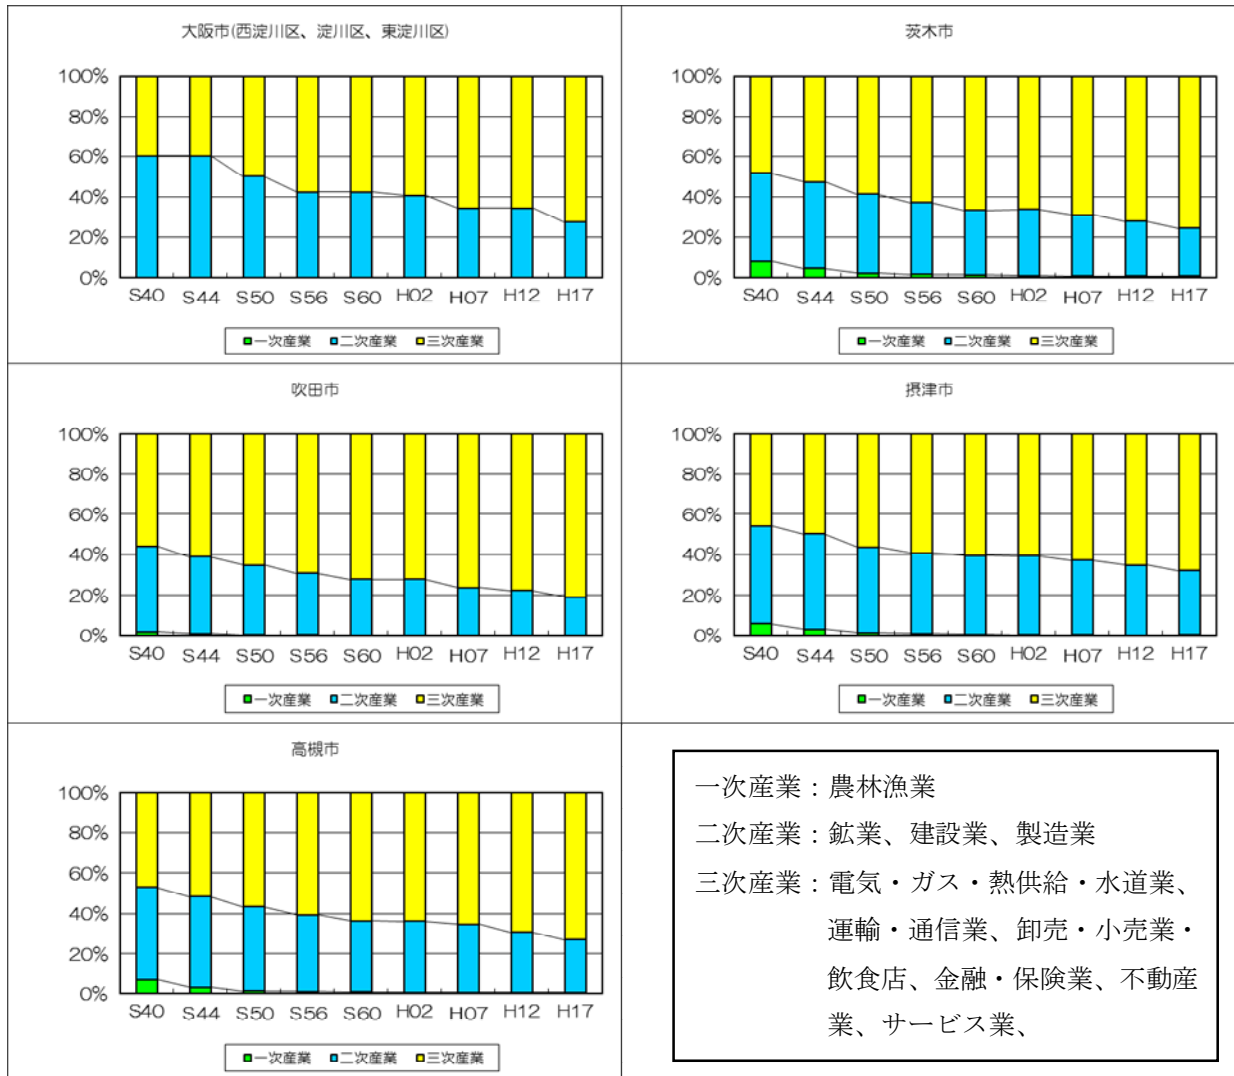 大阪市(西淀川区、淀川区、東淀川区)
100%
80%
60%
40%
20%
0%
S40 S44 S50 S56 S60 H02 H07 H12 H17
一次産業 二次産業 三次産業
茨木市
100%
80%
60%
40%
20%
0%
S40 S44 S50 S56 S60 H02 H07 H12 H17
一次産業 二次産業 三次産業
吹田市
100%
80%
60%
40%
20%
0%
S40 S44 S50 S56 S60 H02 H07 H12 H17
一次産業 二次産業 三次産業
摂津市
100%
80%
60%
40%
20%
0%
S40 S44 S50 S56 S60 H02 H07 H12 H17
一次産業 二次産業 三次産業
高槻市
100%
80%
60%
40%
20%
0%
S40 S44 S50 S56 S60 H02 H07 H12 H17
一次産業 二次産業 三次産業
一次産業：農林漁業
二次産業：鉱業、建設業、製造業
三次産業：電気・ガス・熱供給・水道業、
運輸・通信業、卸売・小売業・
飲食店、金融・保険業、不動産
業、サービス業、